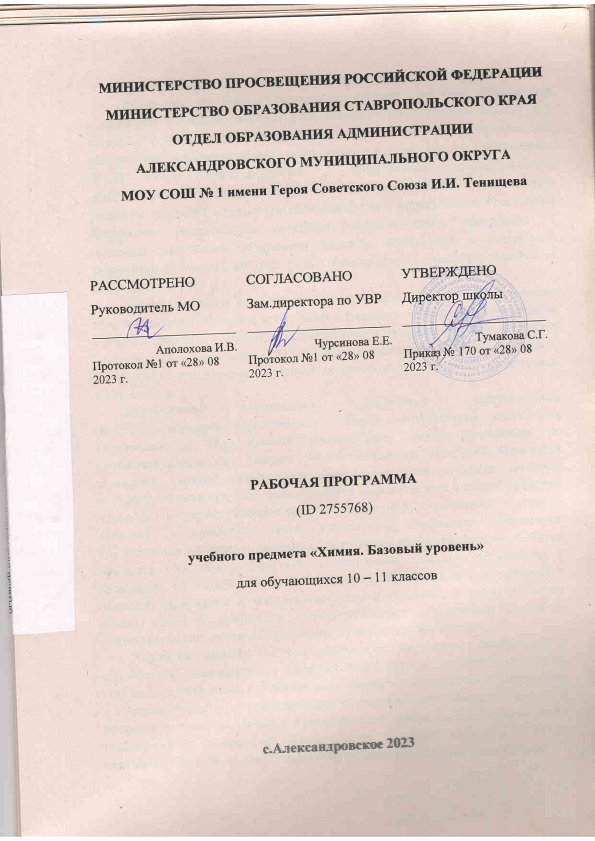 МИНИСТЕРСТВО ПРОСВЕЩЕНИЯ РОССИЙСКОЙ ФЕДЕРАЦИИ
МИНИСТЕРСТВО ОБРАЗОВАНИЯ СТАВРОПОЛЬСКОГО КРАЯ
ОТДЕЛ ОБРАЗОВАНИЯ АДМИНИСТРАЦИИ
АЛЕКСАНДРОВСКОГО МУНИЦИПАЛЬНОГО ОКРУГА
МОУ СОШ № 1 имени Героя Советского Союза И.И. Тенищева
РАССМОТРЕНО
Руководитель МО
Аполохова И.В.
Протокол №1 от «28» 08
2023 г.
СОГЛАСОВАНО
Зам.директора по УВР
Чурсинова Е.Е.
Протокол №1 от «28» 08
2023 г.
УТВЕРЖДЕНО
Директор школы
Тумакова С.Г.
Приказ № 170 от «28» 08
2023 г.
РАБОЧАЯ ПРОГРАММА
(ID 2755768)
учебного предмета «Химия. Базовый уровень»
для обучающихся 10 – 11 классов
с.Александровское 2023